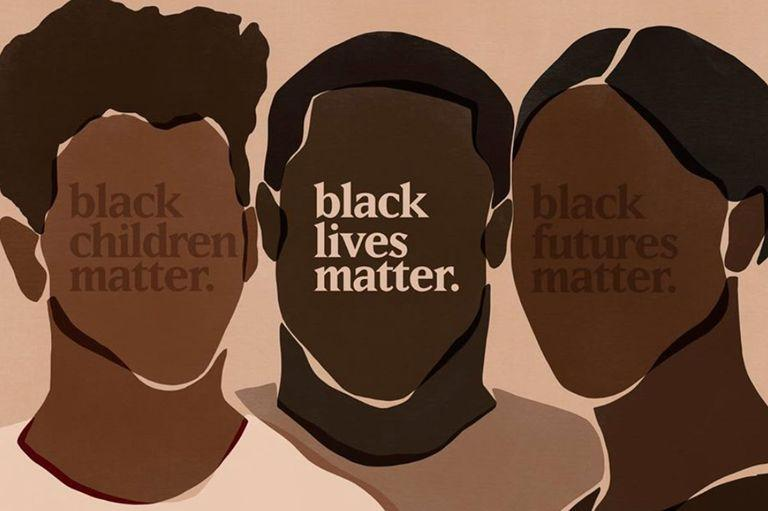 black
children
matter.
black
lives
matter.
black
futures
matter.